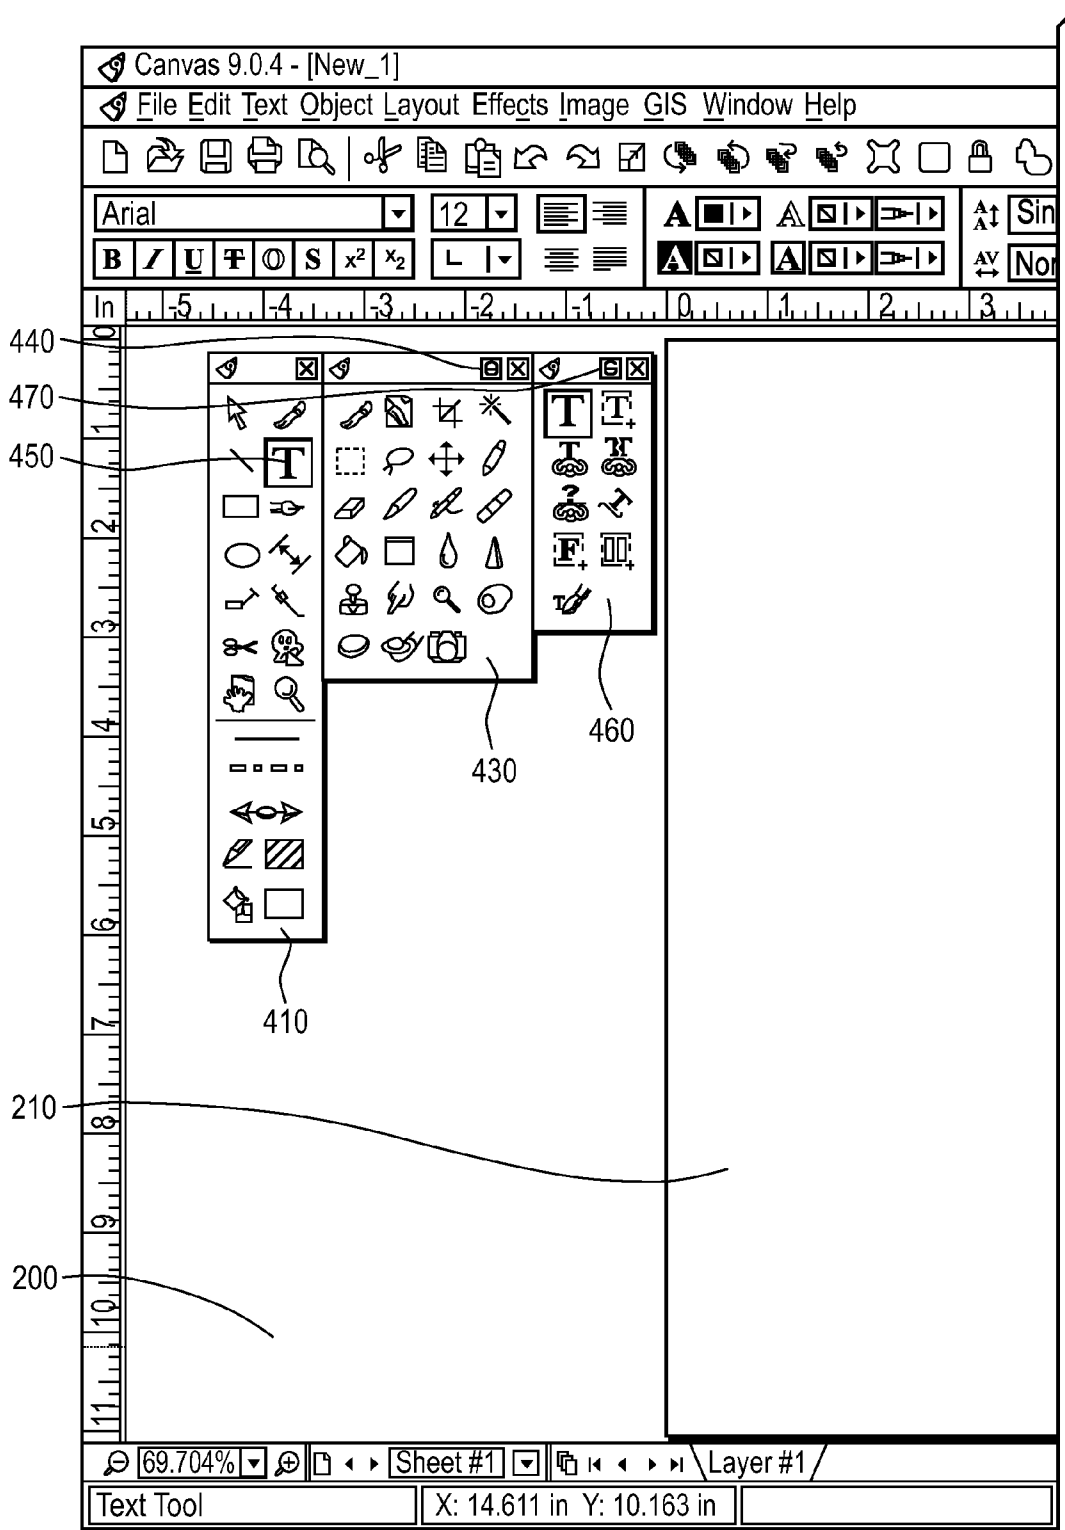 Canvas 9.0.4 - [New_1]
File Edit Text Object Layout Effects Image GIS Window Help
Arial 12 A A A A Sin
B I U T O S x² x₂ A A AV Nor
In -5 -4 -3 -2 -1 0 1 2 3
0
440
470
T T
1
450 T
T T
2 ?
T
F
T
3
460
4
430
5
6
7
410
210
8
9
200
10
11
69.704% Sheet #1 Layer #1
Text Tool X: 14.611 in Y: 10.163 in